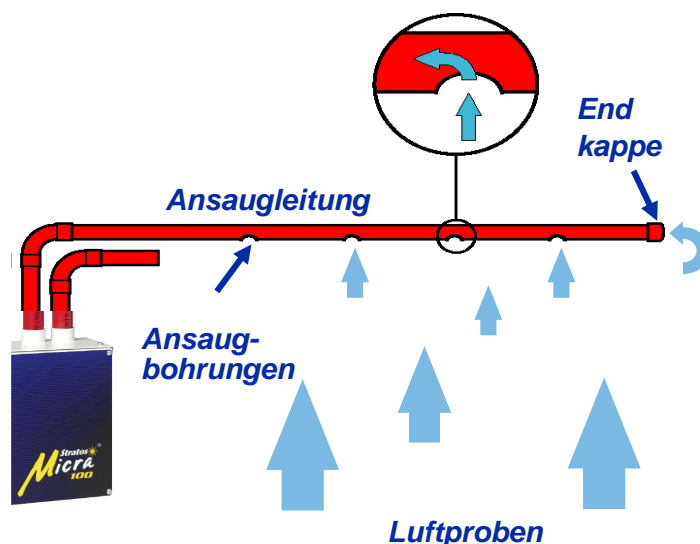 End
kappe
Ansaugleitung
Ansaug-
bohrungen
Stratos
Micra
100
Luftproben